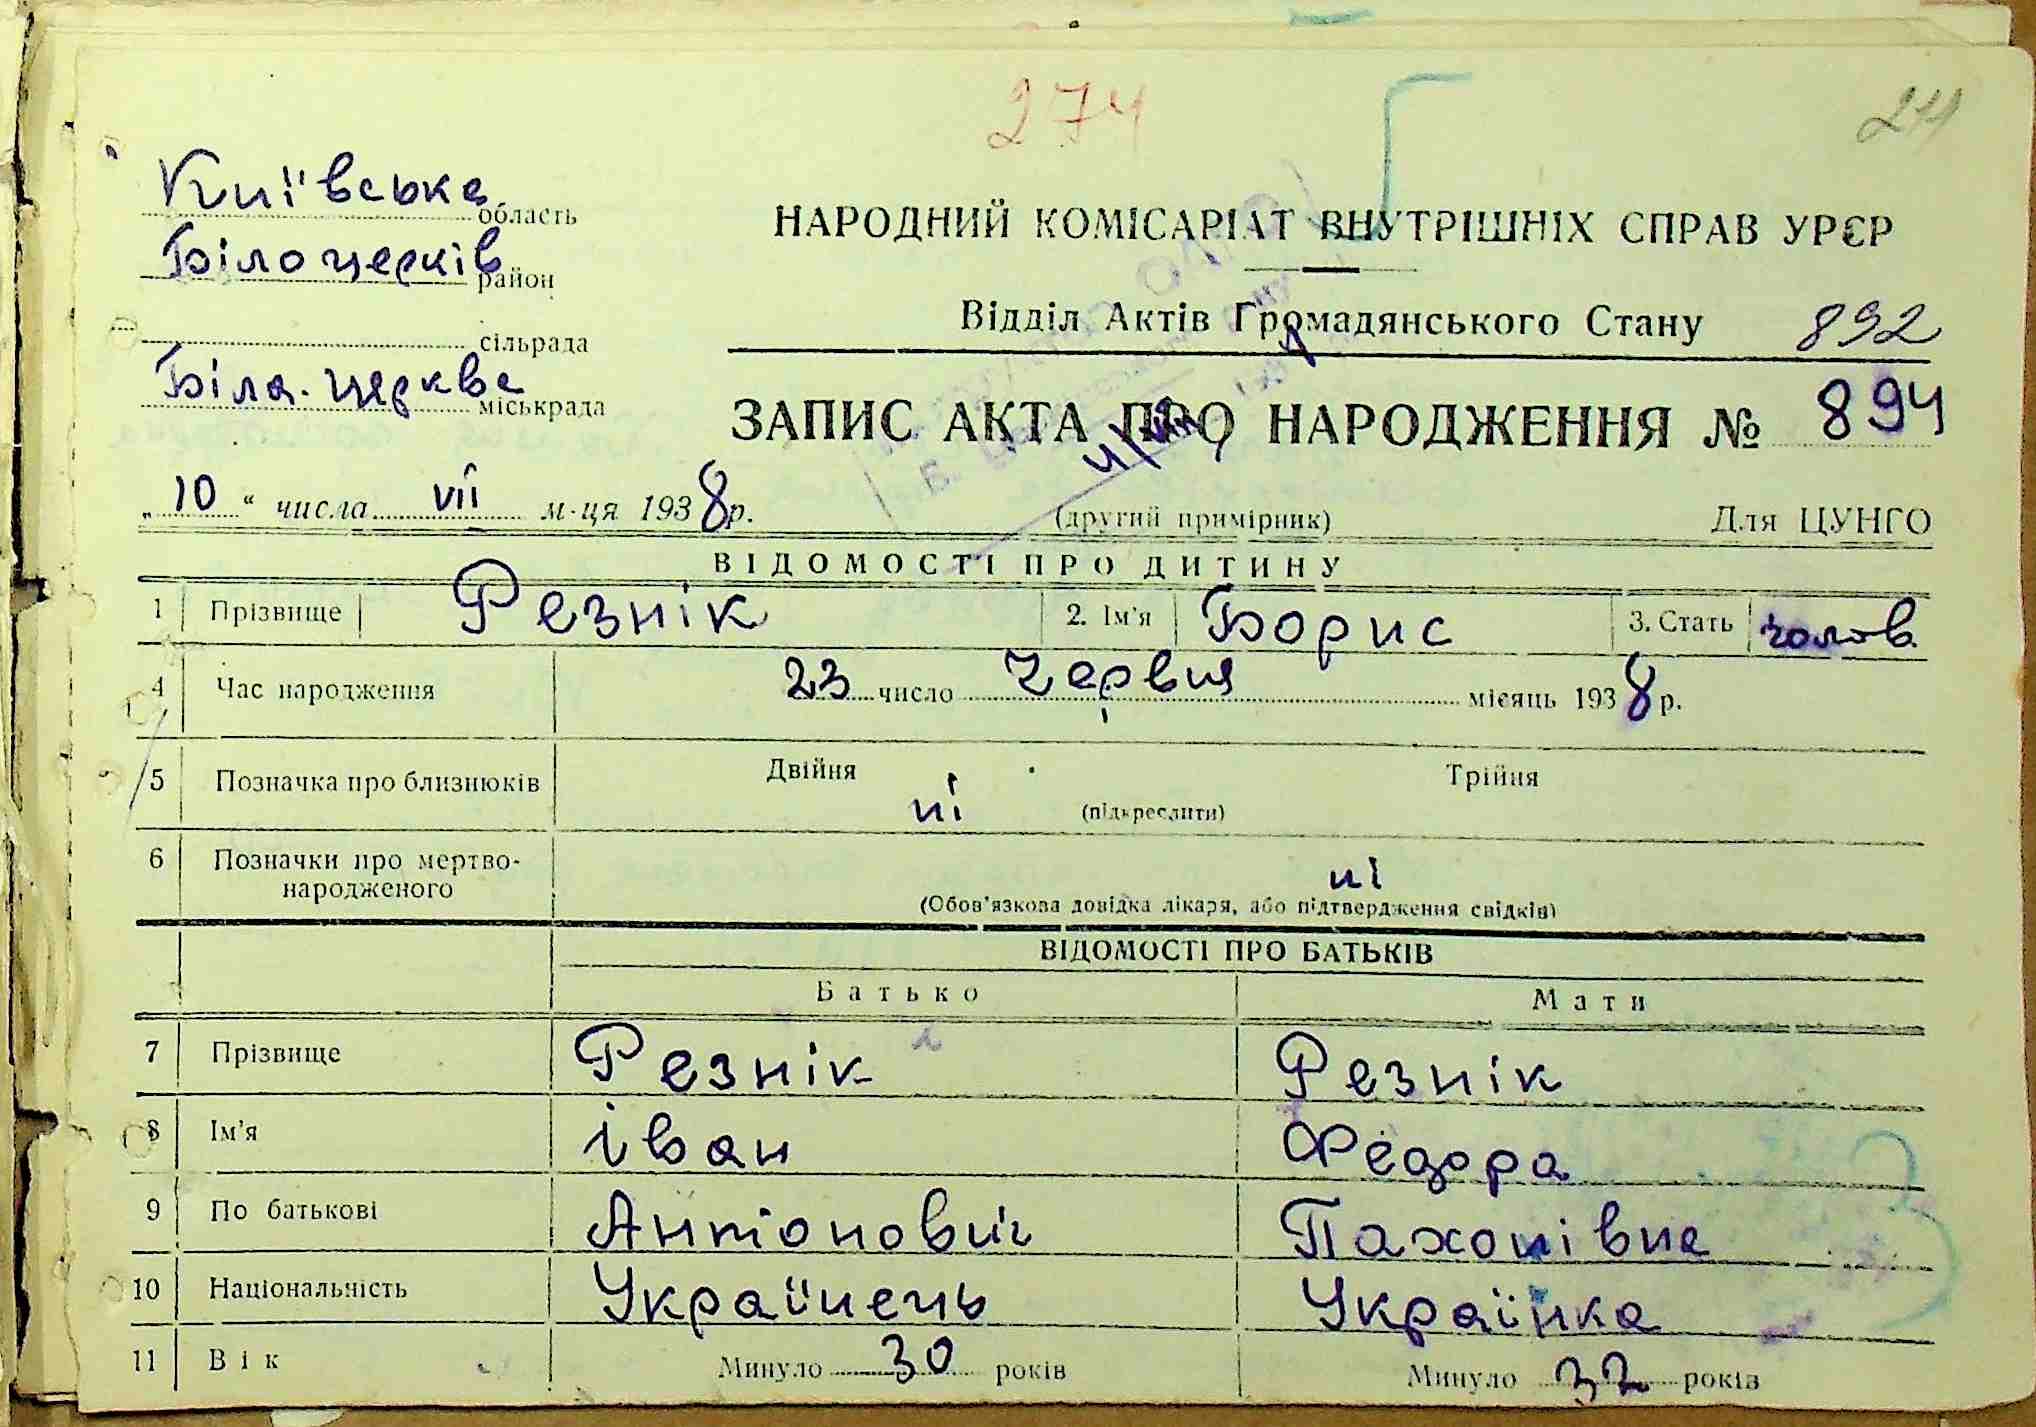 274
244
Київська область
Білоцерків район
сільрада
Біла-церква міськрада
НАРОДНИЙ КОМІСАРІАТ ВНУТРІШНІХ СПРАВ УРЄР
Відділ Актів Громадянського Стану 892
ЗАПИС АКТА ПРО НАРОДЖЕННЯ № 894
„10“ числа VII м-ця 1938 р. (другий примірник) Для ЦУНГО
ВІДОМОСТІ ПРО ДИТИНУ
1 Прізвище Резнік 2. Ім'я Борис 3. Стать чолов.
4 Час народження 23 число Червня місяць 1938 р.
5 Позначка про близнюків Двійня ні (підкреслити) Трійня
6 Позначки про мертво-
народженого ні
(Обов'язкова довідка лікаря, або підтвердження свідків)
ВІДОМОСТІ ПРО БАТЬКІВ
Батько Мати
7 Прізвище Резнік Резнік
8 Ім'я Іван Федора
9 По батькові Антонович Пахомівна
10 Національність Українець Українка
11 Вік Минуло 30 років Минуло 32 років